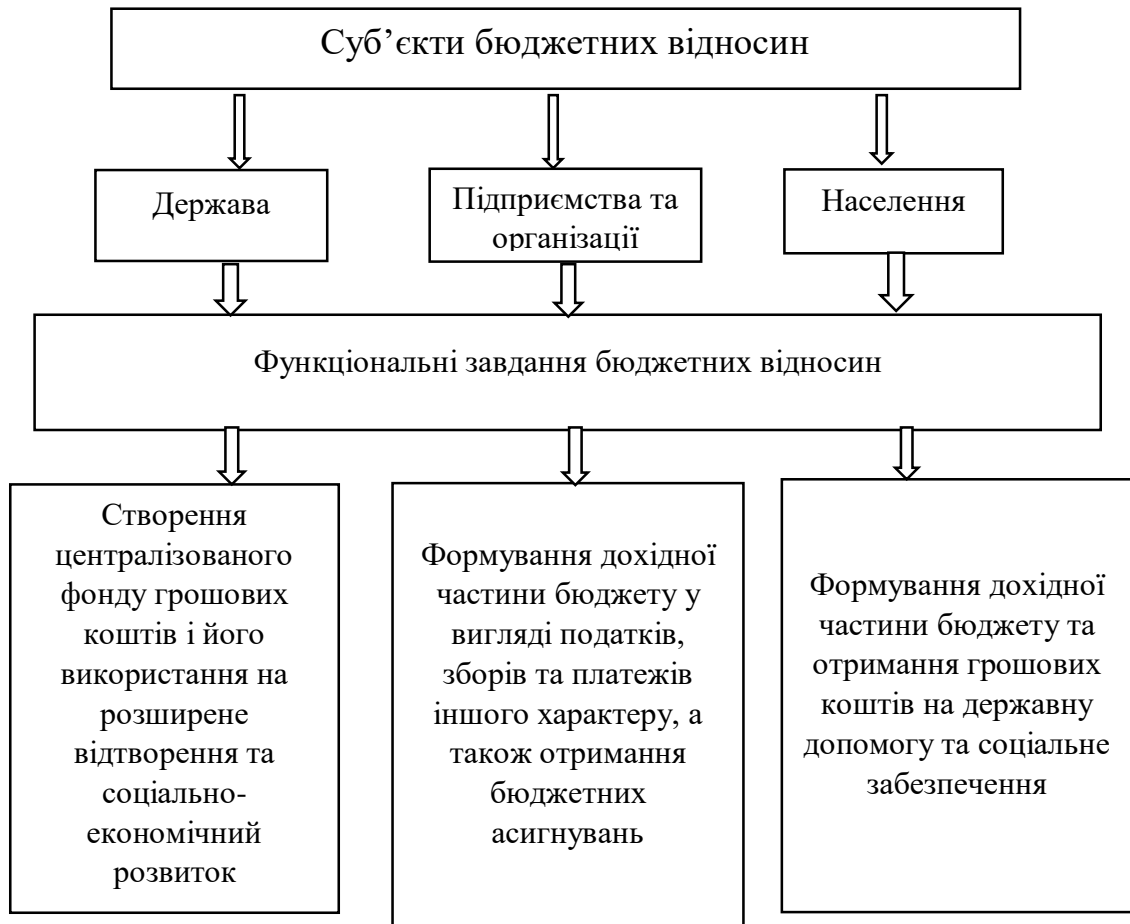 Суб’єкти бюджетних відносин
Держава
Підприємства та
організації
Населення
Функціональні завдання бюджетних відносин
Створення
централізованого
фонду грошових
коштів і його
використання на
розширене
відтворення та
соціально-
економічний
розвиток
Формування дохідної
частини бюджету у
вигляді податків,
зборів та платежів
іншого характеру, а
також отримання
бюджетних
асигнувань
Формування дохідної
частини бюджету та
отримання грошових
коштів на державну
допомогу та соціальне
забезпечення